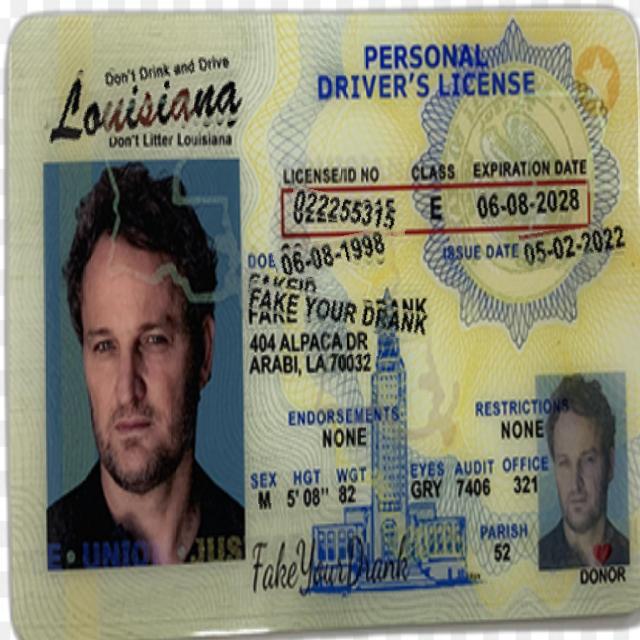 Don't Drink and Drive
Louisiana
Don't Litter Louisiana
PERSONAL
DRIVER'S LICENSE
LICENSE/ID NO CLASS EXPIRATION DATE
022255315 E 06-08-2028
DOB 06-08-1998 ISSUE DATE 05-02-2022
FAKEID
FAKE YOUR DRANK
404 ALPACA DR
ARABI, LA 70032
ENDORSEMENTS RESTRICTIONS
NONE NONE
SEX HGT WGT EYES AUDIT OFFICE
M 5'08" 82 GRY 7406 321
E UNION JUS
PARISH
52
FakeYourDrank
DONOR